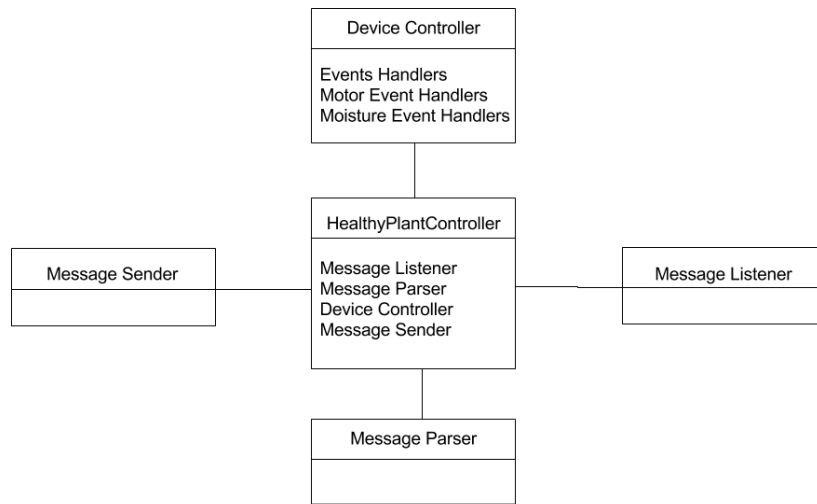 Device Controller
Events Handlers
Motor Event Handlers
Moisture Event Handlers
HealthyPlantController
Message Listener
Message Parser
Device Controller
Message Sender
Message Sender
Message Listener
Message Parser